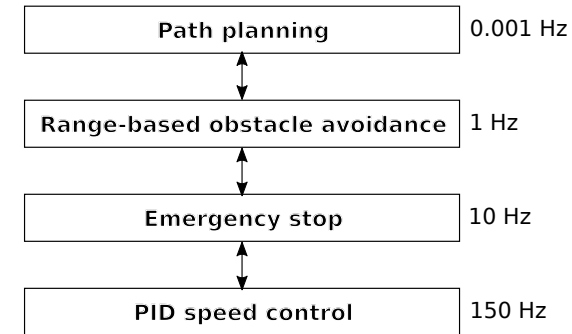 Path planning 0.001 Hz
Range-based obstacle avoidance 1 Hz
Emergency stop 10 Hz
PID speed control 150 Hz